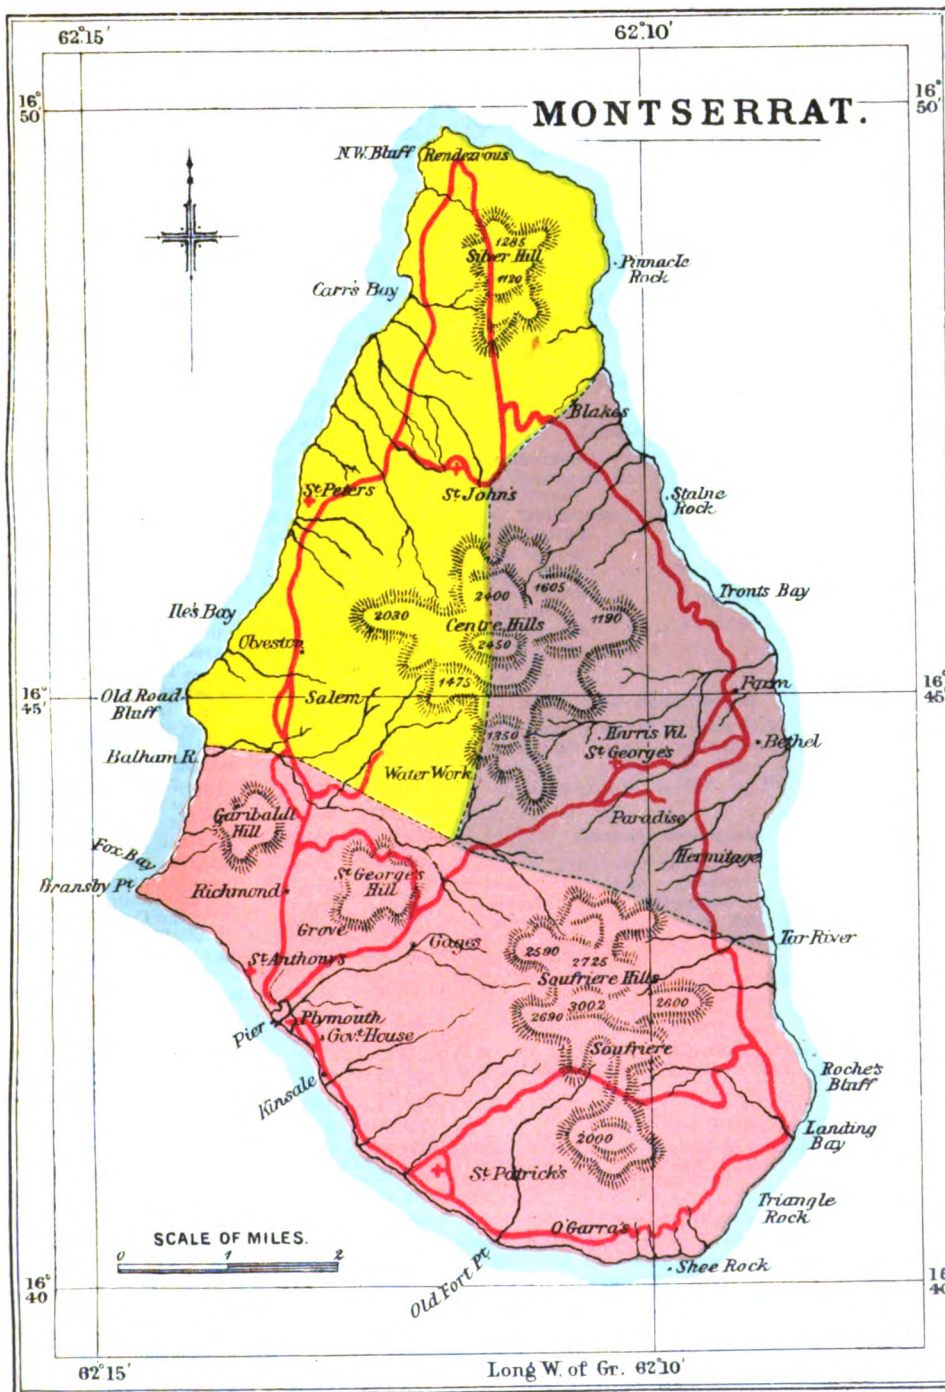 62°15′
62°10′
16°
50′
16°
50′
MONTSERRAT.
N.W. Bluff
Rendezvous
1285
Silver Hill
1120
Pinnacle
Rock
Carr's Bay
Blakes
St Peters
St John's
Stalne
Rock
2400
1605
Tronts Bay
Ile's Bay
2030
1190
Centre Hills
2450
Olveston
1475
Old Road
Bluff
Salem
Farm
16°
45′
16°
45′
1350
Harris Vil.
Bethel
St George's
Balham R.
Water Work
Garibaldi
Hill
Paradise
Fox Bay
Hermitage
St George's
Hill
Bransby Pt.
Richmond
Grove
Gages
Tar River
2590
2725
St Anthony's
Soufriere Hills
3002
2600
2690
Plymouth
Pier
Govt. House
Soufriere
Kinsale
Roche's
Bluff
Landing
Bay
2000
St Patrick's
Triangle
Rock
O'Garra's
SCALE OF MILES.
0 1 2
Old Fort Pt.
Shee Rock
16°
40′
16°
40′
62°15′
Long W. of Gr.
62°10′